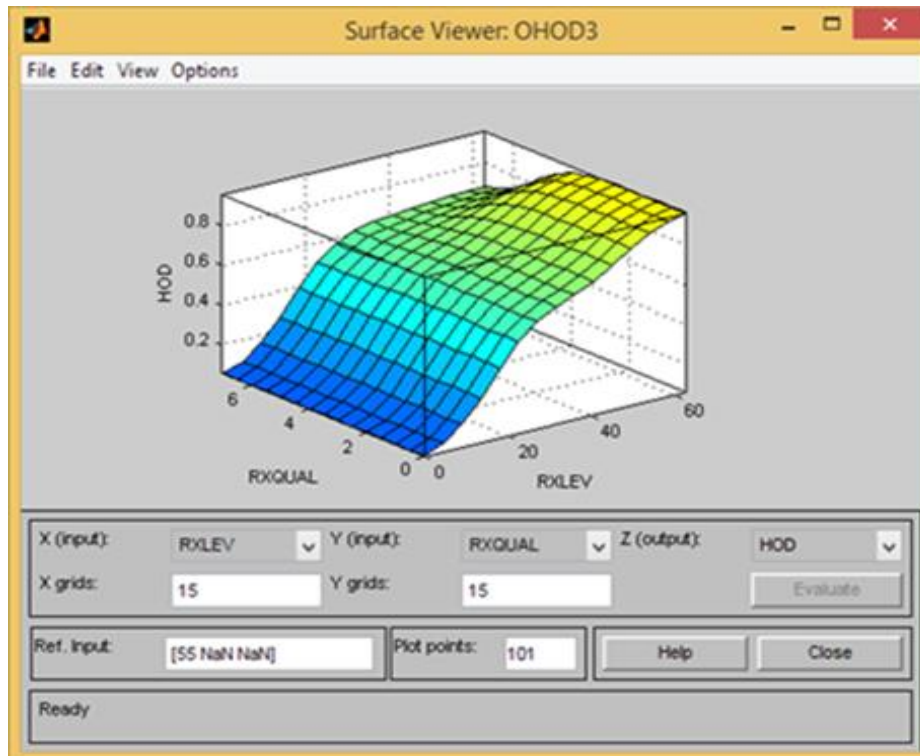 Surface Viewer: OHOD3
File Edit View Options
0.8
0.6
0.4
0.2
HOD
6
4
2
0
RXQUAL
0
20
40
60
RXLEV
X (input): RXLEV Y (input): RXQUAL Z (output): HOD
X grids: 15 Y grids: 15 Evaluate
Ref. Input: [55 NaN NaN] Plot points: 101 Help Close
Ready